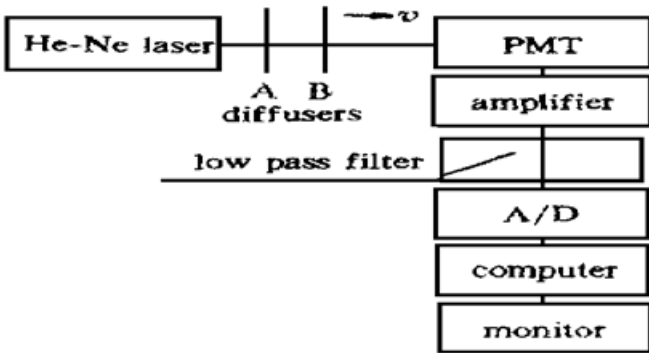 He-Ne laser
v
PMT
A B
diffusers
amplifier
low pass filter
A/D
computer
monitor